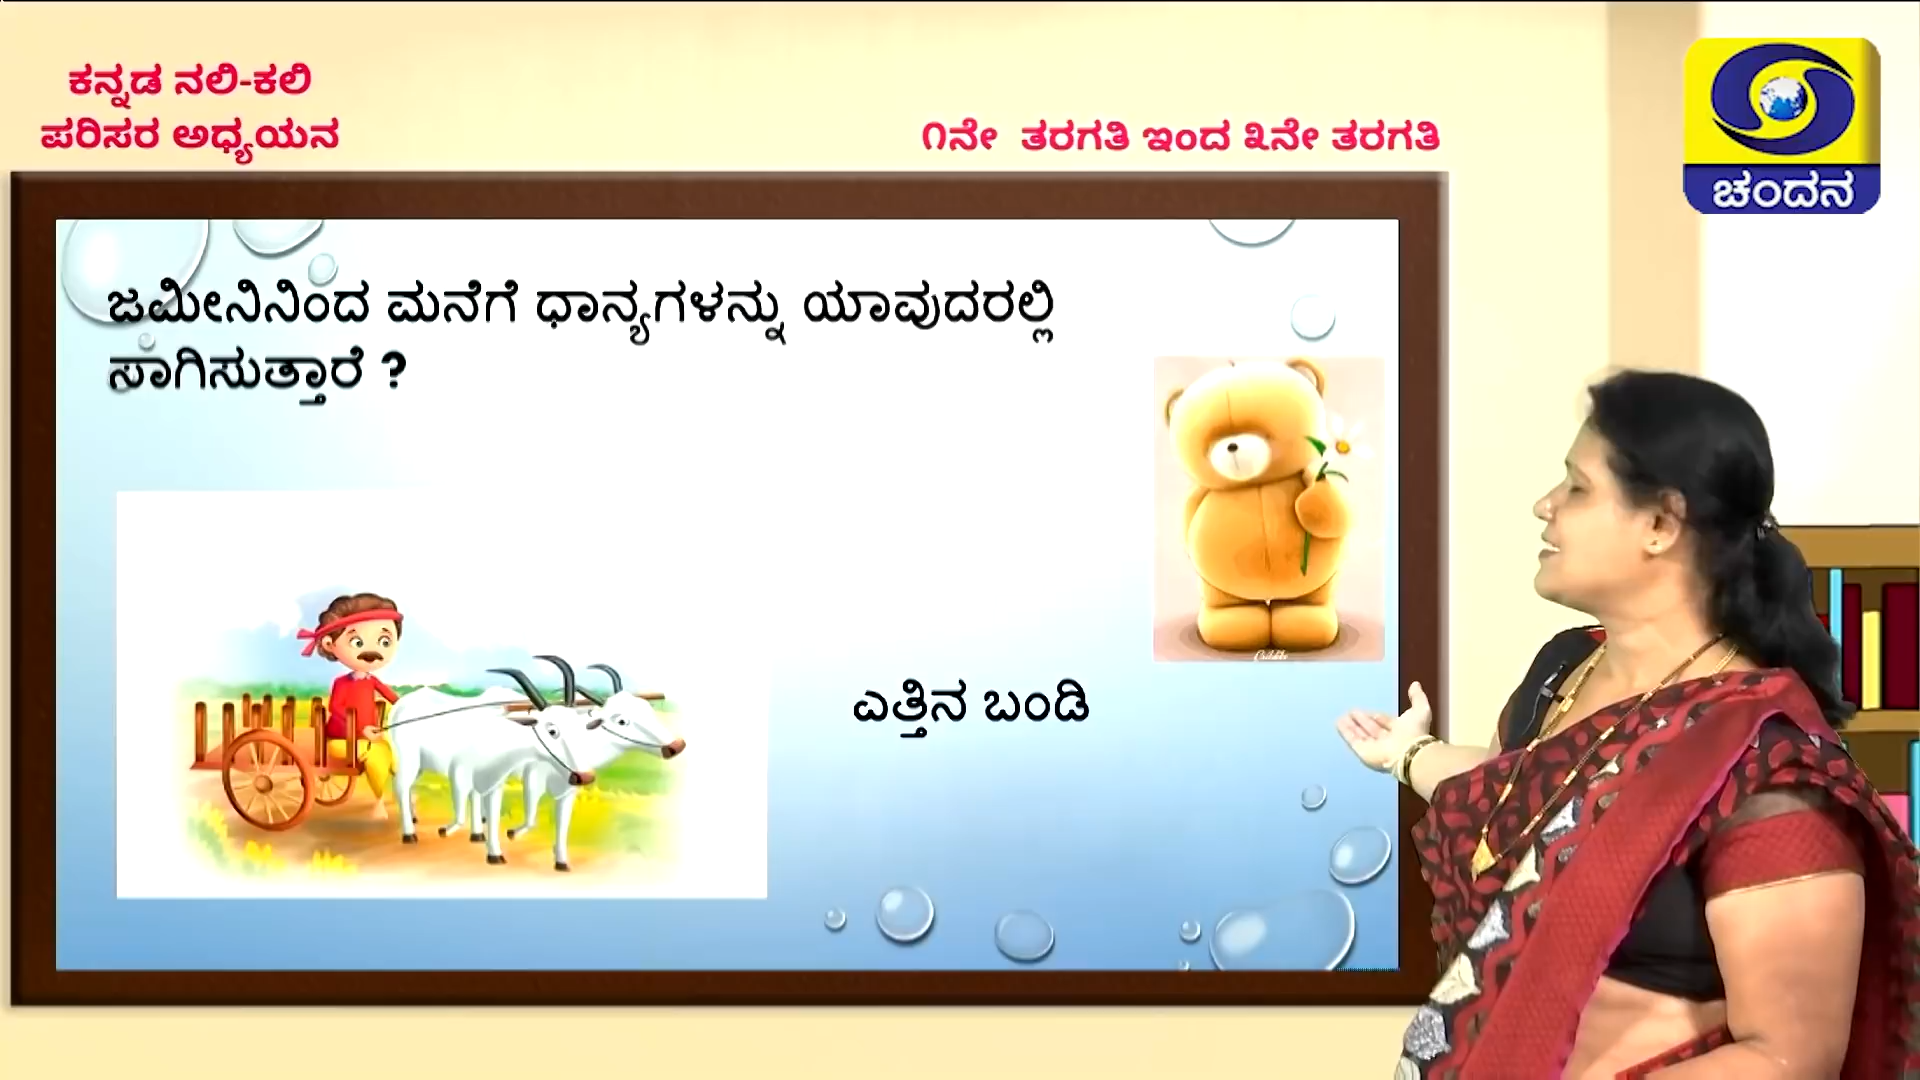 ಕನ್ನಡ ನಲಿ-ಕಲಿ
ಪರಿಸರ ಅಧ್ಯಯನ
೧ನೇ ತರಗತಿ ಇಂದ ೩ನೇ ತರಗತಿ
ಚಂದನ
ಜಮೀನಿನಿಂದ ಮನೆಗೆ ಧಾನ್ಯಗಳನ್ನು ಯಾವುದರಲ್ಲಿ
ಸಾಗಿಸುತ್ತಾರೆ ?
ಎತ್ತಿನ ಬಂಡಿ